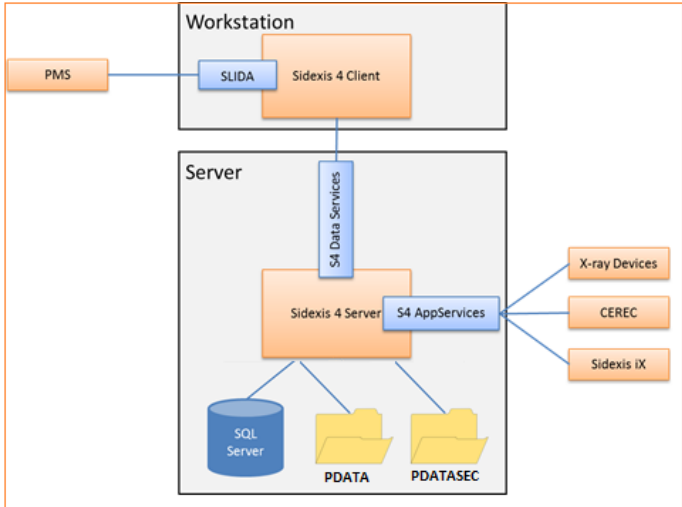 Workstation
PMS
SLIDA
Sidexis 4 Client
Server
S4 Data Services
X-ray Devices
Sidexis 4 Server
S4 AppServices
CEREC
Sidexis iX
SQL
Server
PDATA
PDATASEC